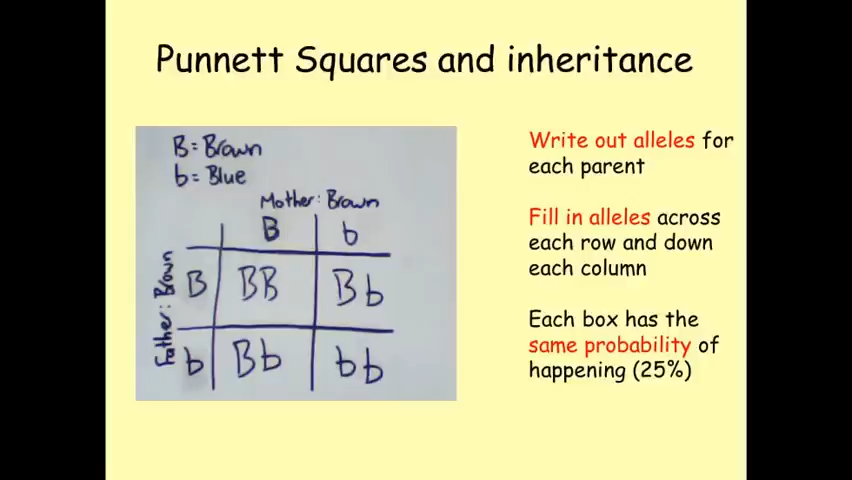 Punnett Squares and inheritance
B = Brown
b = Blue
Mother: Brown
B b
Father: Brown
B BB Bb
b Bb bb
Write out alleles for
each parent
Fill in alleles across
each row and down
each column
Each box has the
same probability of
happening (25%)